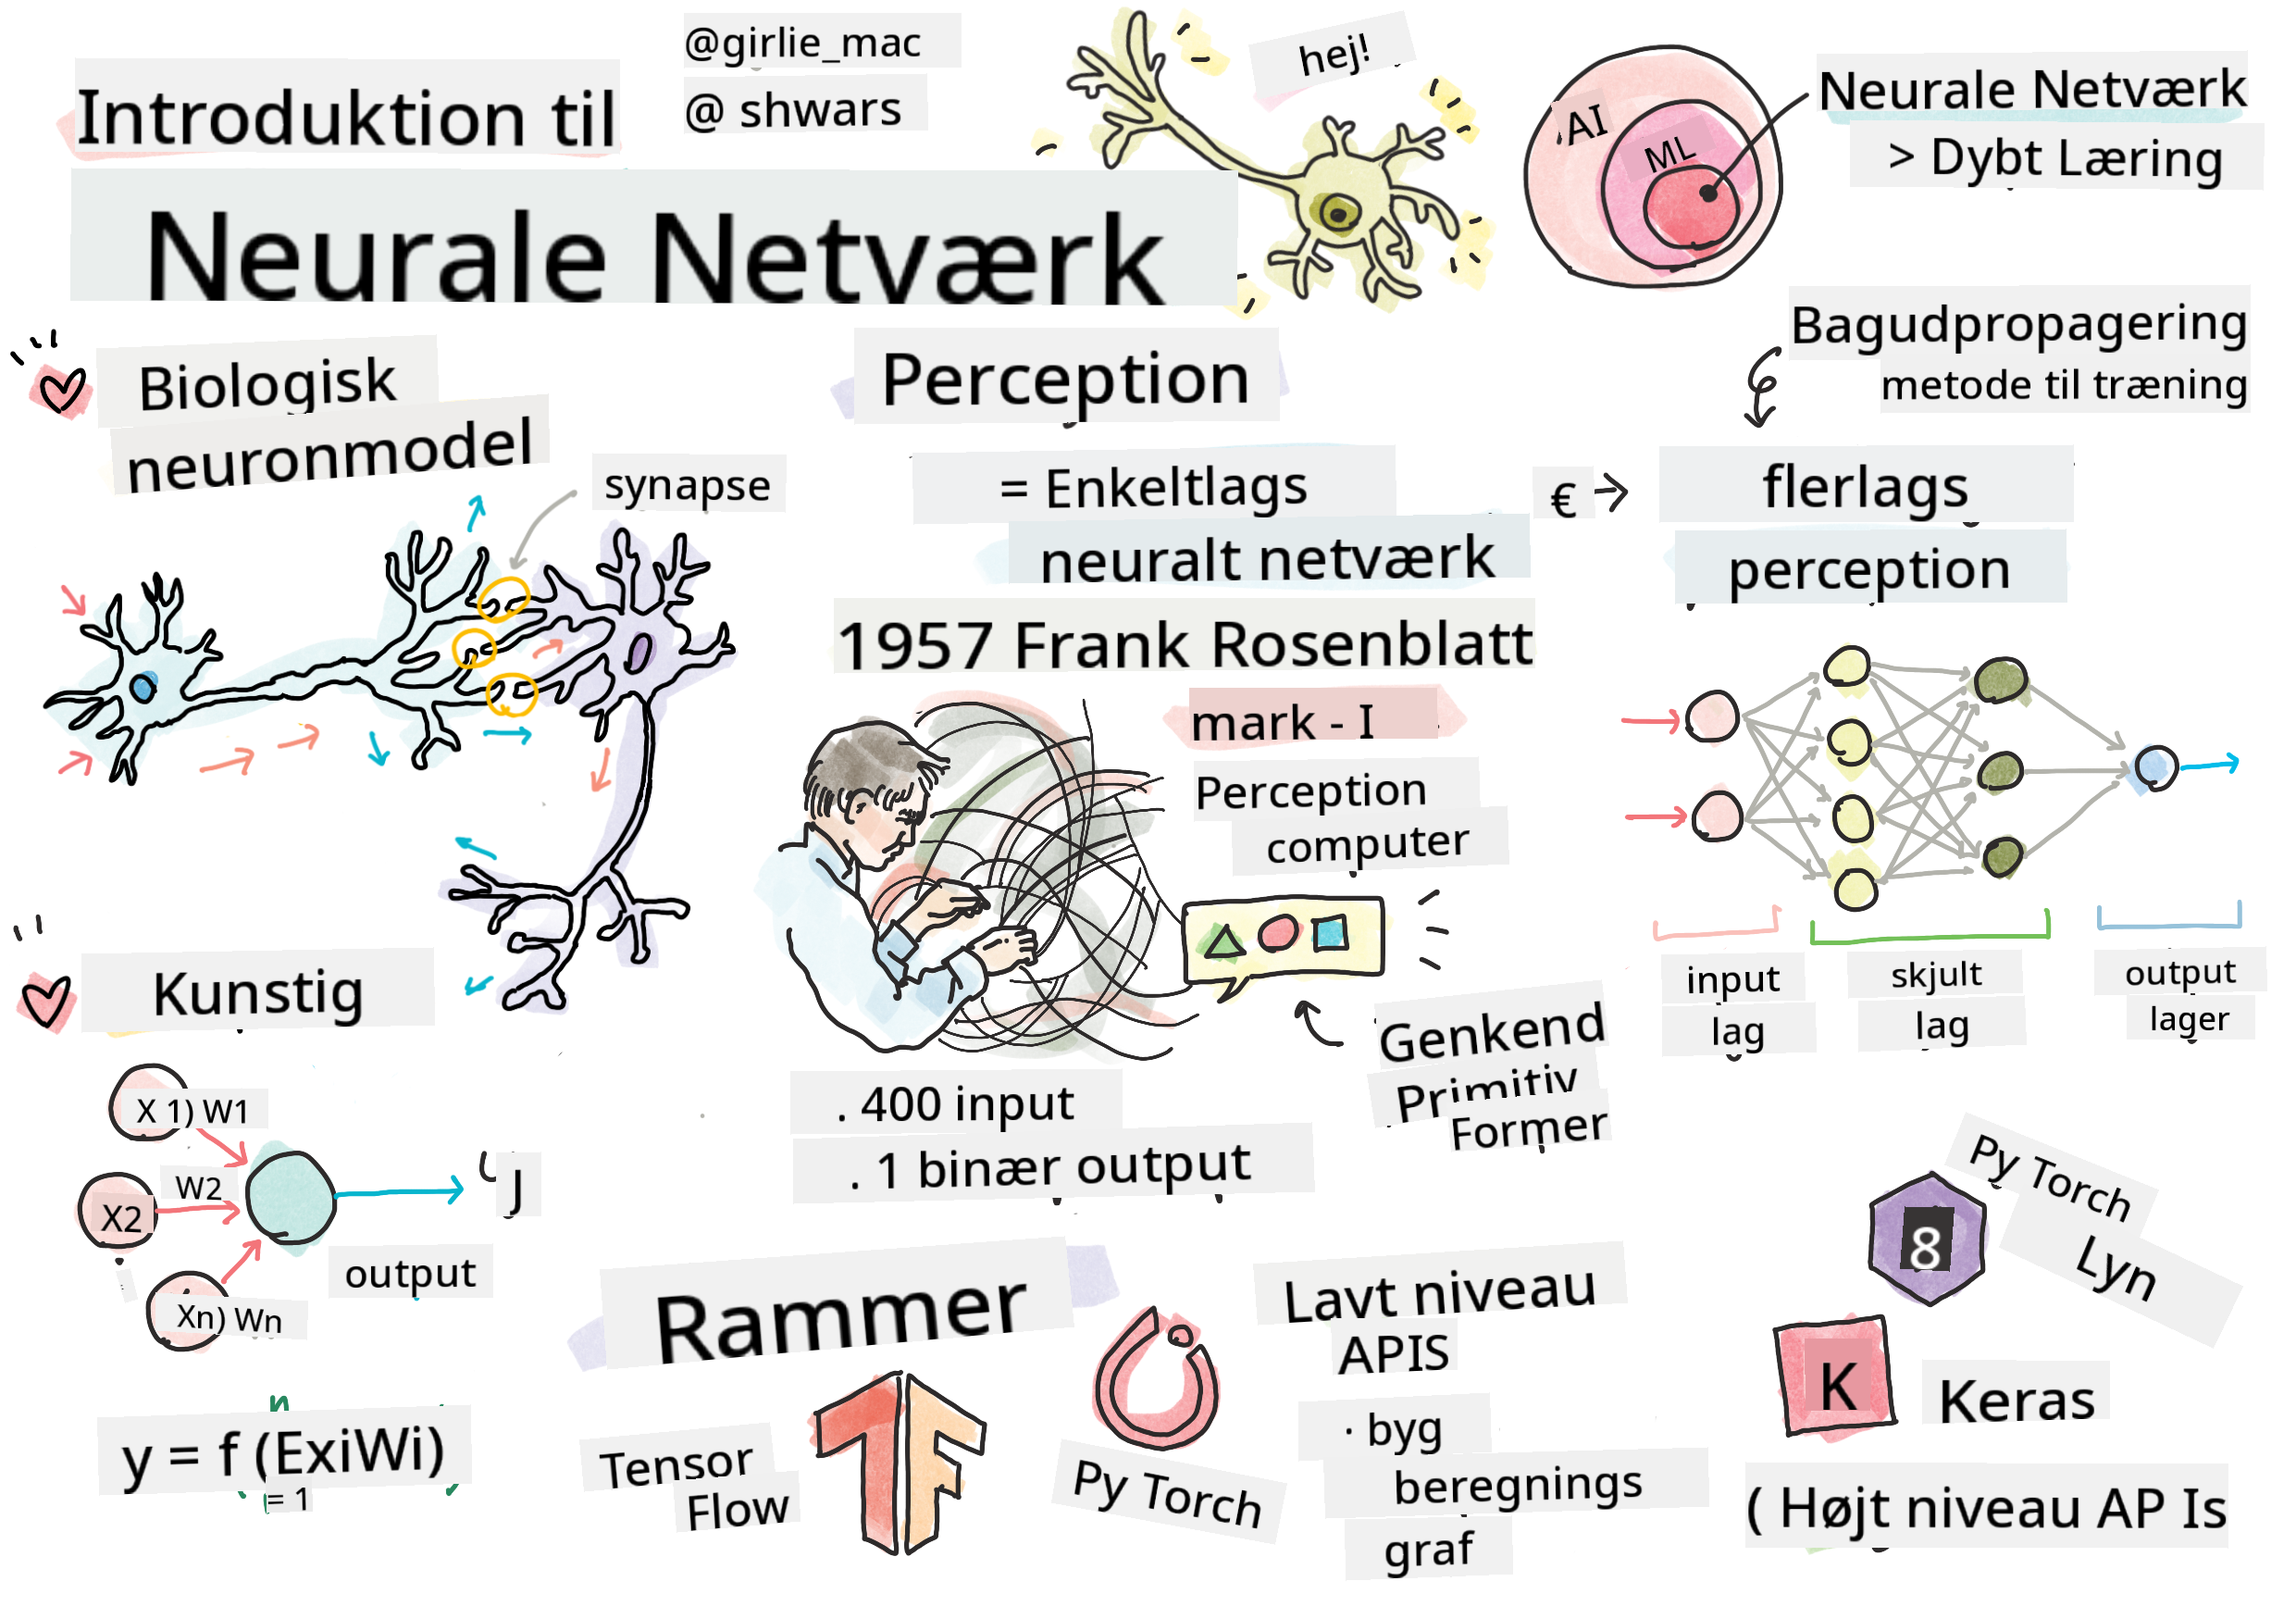 Introduktion til
Neurale Netværk
@girlie_mac
@ shwars
hej!
AI
ML
Neurale Netværk
> Dybt Læring
Biologisk
neuronmodel
synapse
Perception
= Enkeltlags
neuralt netværk
1957 Frank Rosenblatt
mark - I
Perception
computer
Genkend
Primitiv
Former
. 400 input
. 1 binær output
Bagudpropagering
metode til træning
€
flerlags
perception
input
lag
skjult
lag
output
lager
Kunstig
X 1) W1
W2
X2
Xn) Wn
J
output
n
y = f (ExiWi)
= 1
Rammer
Tensor
Flow
Py Torch
Lavt niveau
APIS
· byg
beregnings
graf
8
Py Torch
Lyn
K
Keras
( Højt niveau AP Is